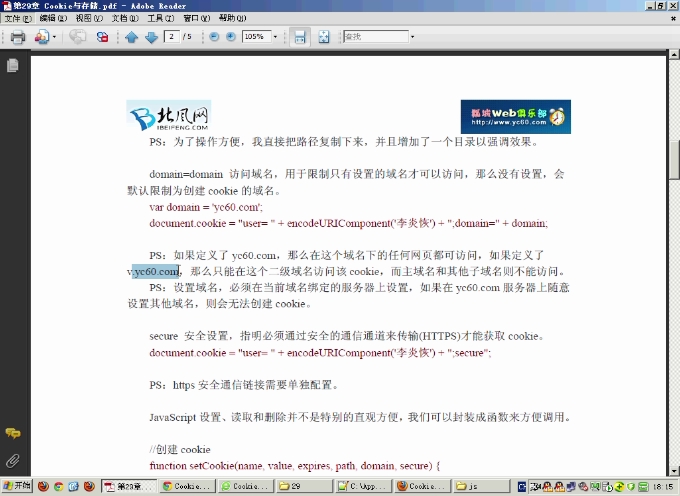 第29章 Cookie与存储.pdf - Adobe Reader
文件(F) 编辑(E) 视图(V) 文档(D) 工具(T) 窗口(W) 帮助(H)
2 / 5 105% 查找
北风网
IBEIFENG.COM
瓢城Web俱乐部
http://www.yc60.com
PS：为了操作方便，我直接把路径复制下来，并且增加了一个目录以强调效果。
domain=domain 访问域名，用于限制只有设置的域名才可以访问，那么没有设置，会
默认限制为创建 cookie 的域名。
var domain = 'yc60.com';
document.cookie = "user= " + encodeURIComponent('李炎恢') + ";domain=" + domain;
PS：如果定义了 yc60.com，那么在这个域名下的任何网页都可访问，如果定义了
v.yc60.com，那么只能在这个二级域名访问该 cookie，而主域名和其他子域名则不能访问。
PS：设置域名，必须在当前域名绑定的服务器上设置，如果在 yc60.com 服务器上随意
设置其他域名，则会无法创建 cookie。
secure 安全设置，指明必须通过安全的通信通道来传输(HTTPS)才能获取 cookie。
document.cookie = "user= " + encodeURIComponent('李炎恢') + ";secure";
PS：https 安全通信链接需要单独配置。
JavaScript 设置、读取和删除并不是特别的直观方便，我们可以封装成函数来方便调用。
//创建 cookie
function setCookie(name, value, expires, path, domain, secure) {
开始 第29章... Cookie... Cookie... 29 C:\App... Cookie... js 18:15